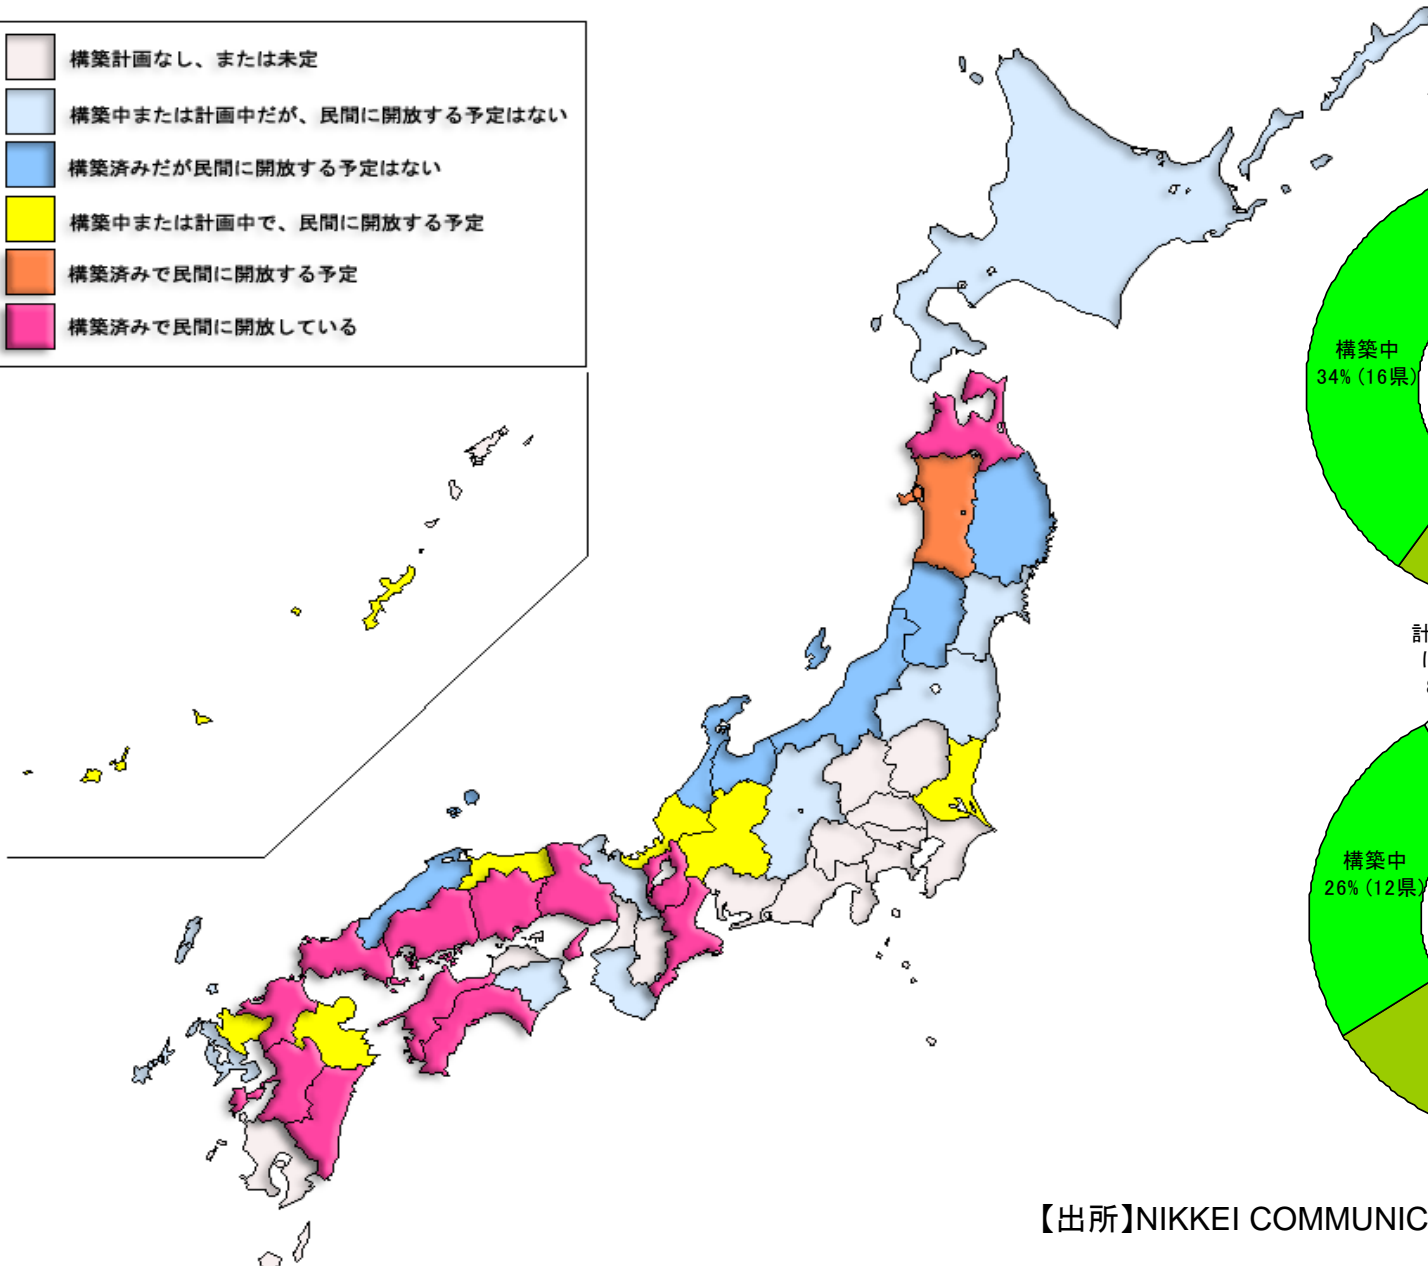 構築計画なし、または未定
構築中または計画中だが、民間に開放する予定はない
構築済みだが民間に開放する予定はない
構築中または計画中で、民間に開放する予定
構築済みで民間に開放する予定
構築済みで民間に開放している
構築中
34%(16県)
計
構築中
26%(12県)
【出所】NIKKEI COMMUNIC